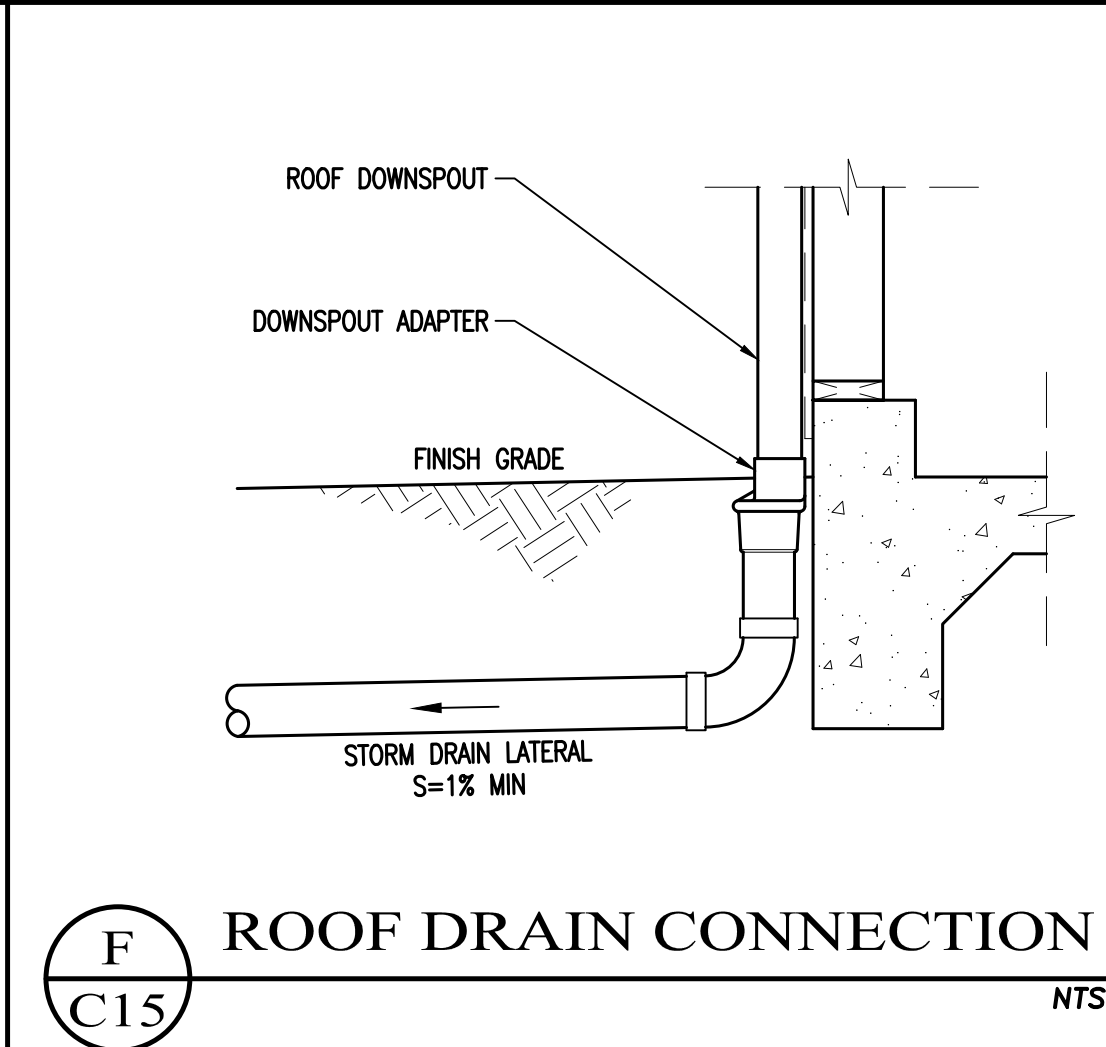 ROOF DOWNSPOUT
DOWNSPOUT ADAPTER
FINISH GRADE
STORM DRAIN LATERAL
S=1% MIN
F
C15
ROOF DRAIN CONNECTION
NTS